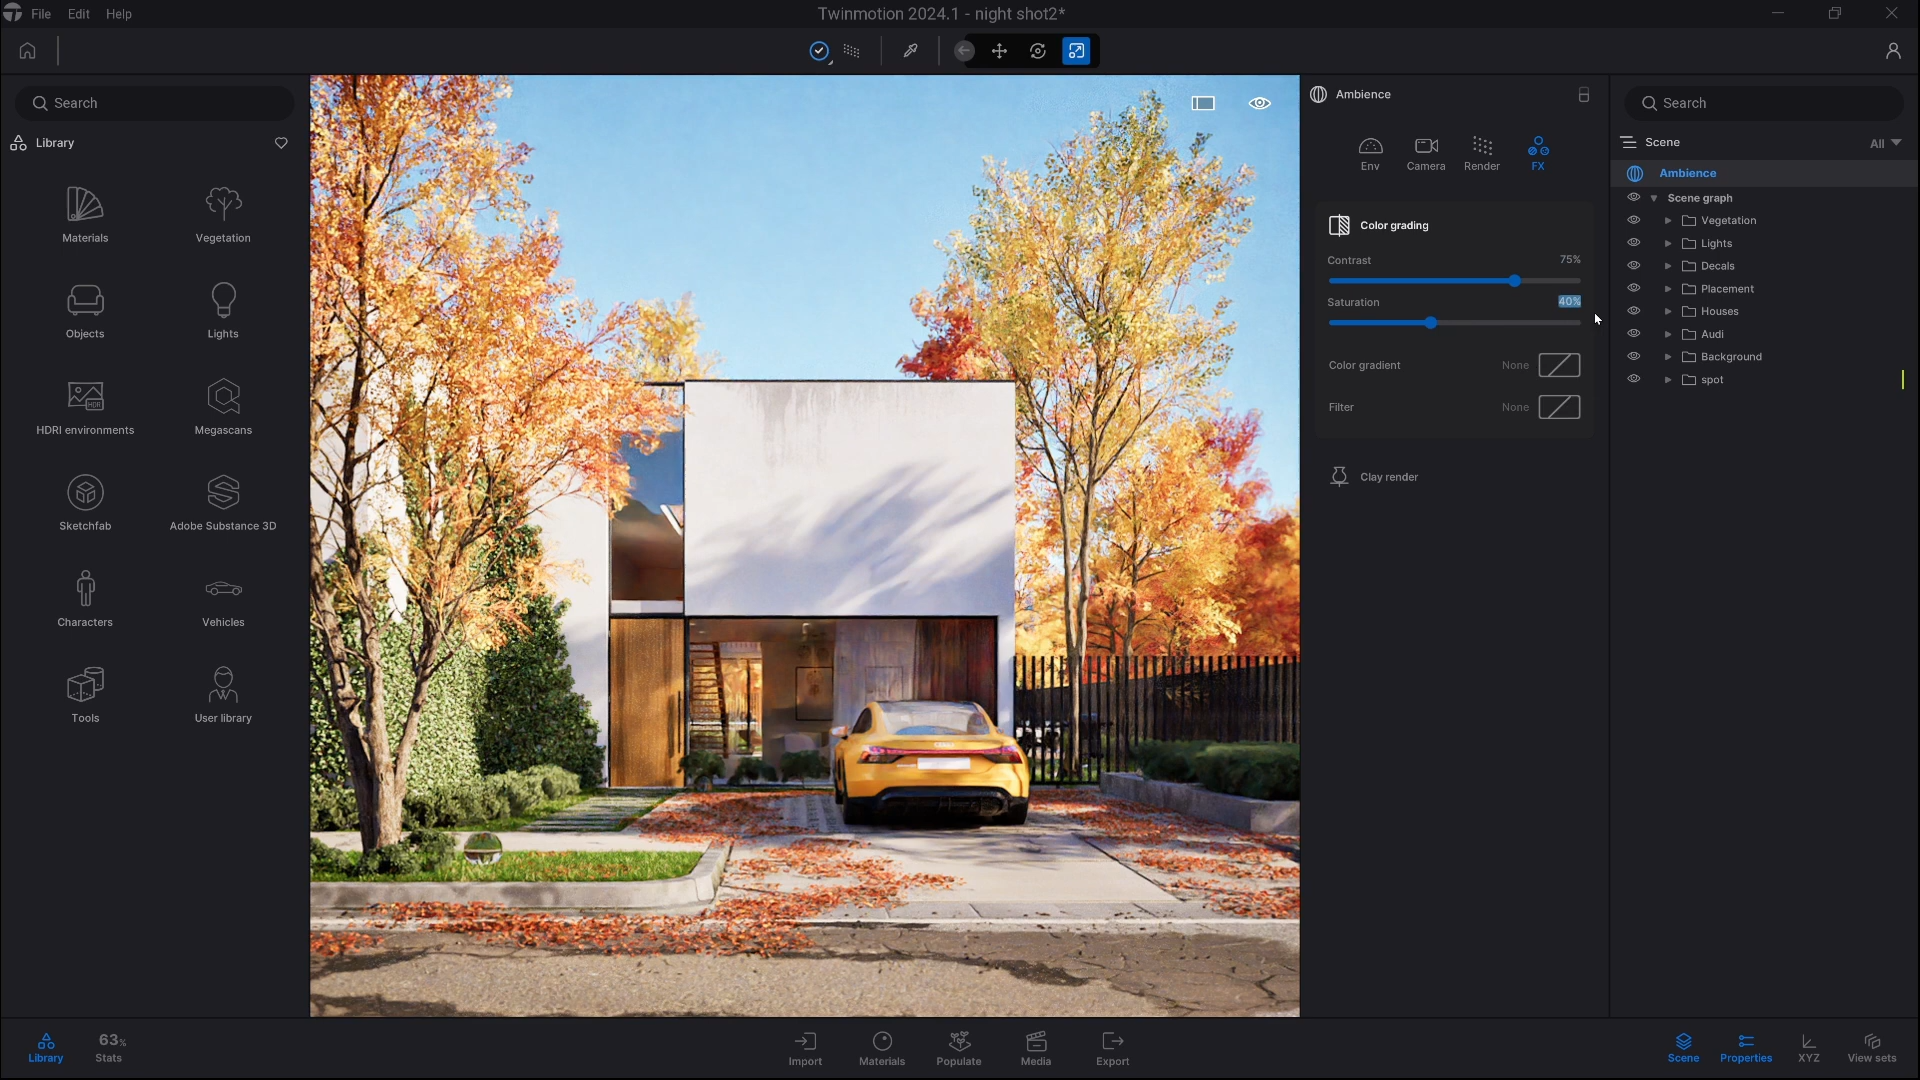 File Edit Help
Twinmotion 2024.1 - night shot2*
Search
Library
Materials
Vegetation
Objects
Lights
HDR
HDRI environments
Megascans
Sketchfab
Adobe Substance 3D
Characters
Vehicles
Tools
User library
Ambience
Env
Camera
Render
FX
Color grading
Contrast 75%
Saturation 40%
Color gradient None
Filter None
Clay render
Search
Scene All
Ambience
Scene graph
Vegetation
Lights
Decals
Placement
Houses
Audi
Background
spot
Library
63%
Stats
Import
Materials
Populate
Media
Export
Scene
Properties
XYZ
View sets